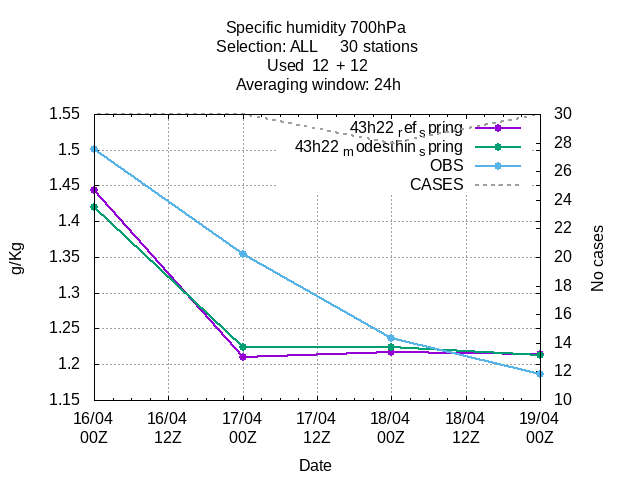 Specific humidity 700hPa
Selection: ALL     30 stations
Used  12  + 12
Averaging window: 24h
43h22_ref_spring
43h22_modeshin_spring
OBS
CASES
1.55
1.5
1.45
1.4
1.35
1.3
1.25
1.2
1.15
30
28
26
24
22
20
18
16
14
12
10
g/Kg
No cases
16/04 16/04 17/04 17/04 18/04 18/04 19/04
00Z 12Z 00Z 12Z 00Z 12Z 00Z
Date